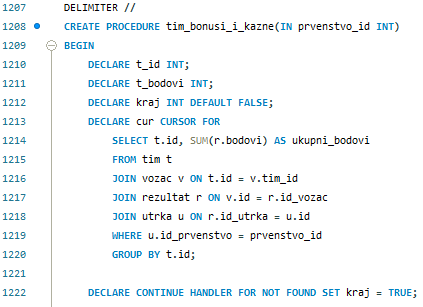 1207 DELIMITER //
1208 CREATE PROCEDURE tim_bonusi_i_kazne(IN prvenstvo_id INT)
1209 BEGIN
1210 DECLARE t_id INT;
1211 DECLARE t_bodovi INT;
1212 DECLARE kraj INT DEFAULT FALSE;
1213 DECLARE cur CURSOR FOR
1214 SELECT t.id, SUM(r.bodovi) AS ukupni_bodovi
1215 FROM tim t
1216 JOIN vozac v ON t.id = v.tim_id
1217 JOIN rezultat r ON v.id = r.id_vozac
1218 JOIN utrka u ON r.id_utrka = u.id
1219 WHERE u.id_prvenstvo = prvenstvo_id
1220 GROUP BY t.id;
1221
1222 DECLARE CONTINUE HANDLER FOR NOT FOUND SET kraj = TRUE;